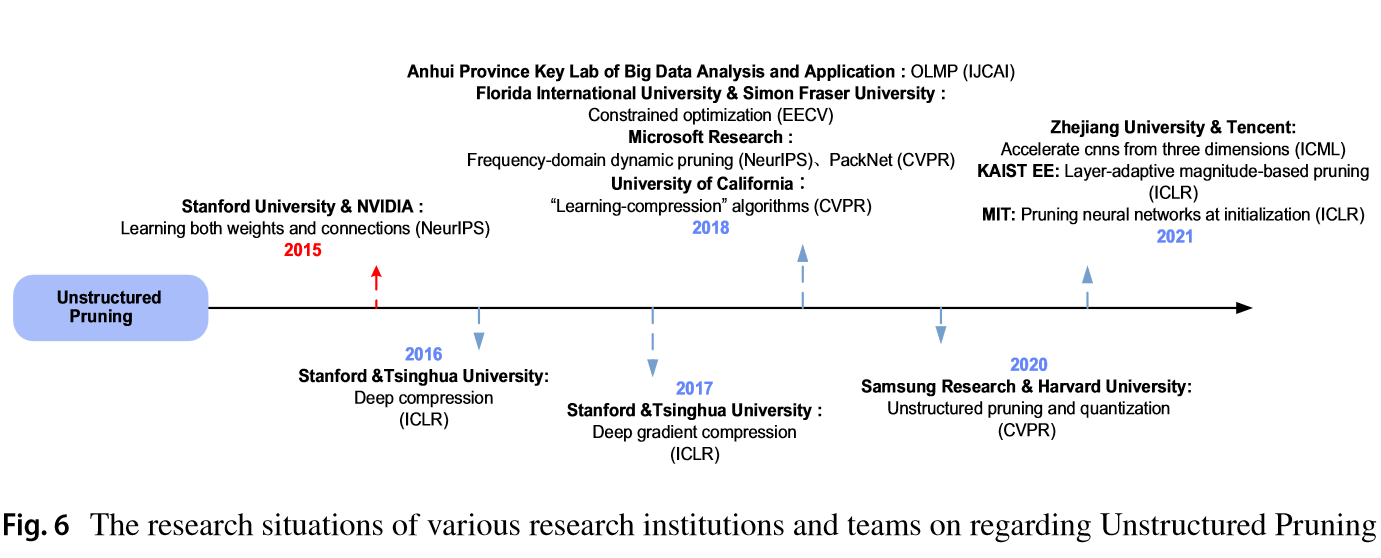 Anhui Province Key Lab of Big Data Analysis and Application : OLMP (IJCAI)
Florida International University & Simon Fraser University :
Constrained optimization (EECV)
Microsoft Research :
Frequency-domain dynamic pruning (NeurIPS)、PackNet (CVPR)
University of California：
“Learning-compression” algorithms (CVPR)
2018
Zhejiang University & Tencent:
Accelerate cnns from three dimensions (ICML)
KAIST EE: Layer-adaptive magnitude-based pruning
(ICLR)
MIT: Pruning neural networks at initialization (ICLR)
2021
Stanford University & NVIDIA :
Learning both weights and connections (NeurIPS)
2015
Unstructured
Pruning
2016
Stanford &Tsinghua University:
Deep compression
(ICLR)
2017
Stanford &Tsinghua University :
Deep gradient compression
(ICLR)
2020
Samsung Research & Harvard University:
Unstructured pruning and quantization
(CVPR)
Fig. 6 The research situations of various research institutions and teams on regarding Unstructured Pruning